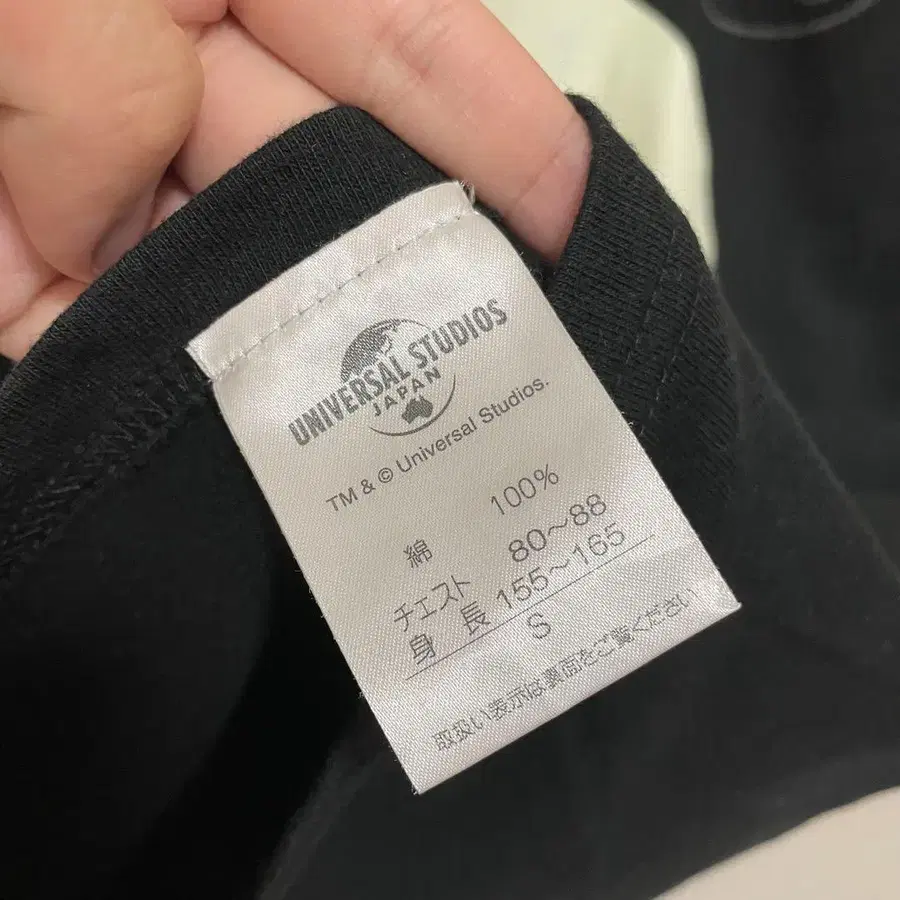 UNIVERSAL STUDIOS
JAPAN
TM & © Universal Studios.
綿 100%
チェスト 80～88
身長 155～165
S
取扱い表示は裏面をご覧ください